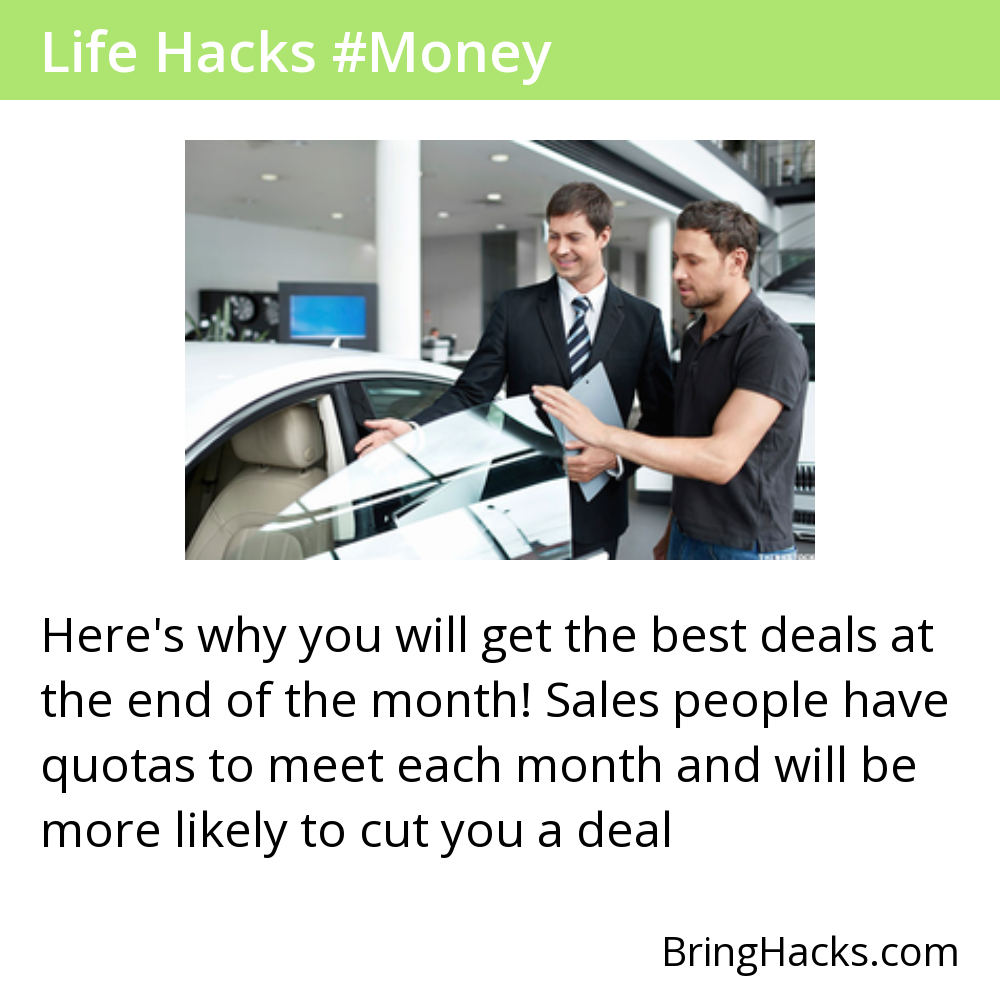 Life Hacks #Money
Here's why you will get the best deals at
the end of the month! Sales people have
quotas to meet each month and will be
more likely to cut you a deal
BringHacks.com